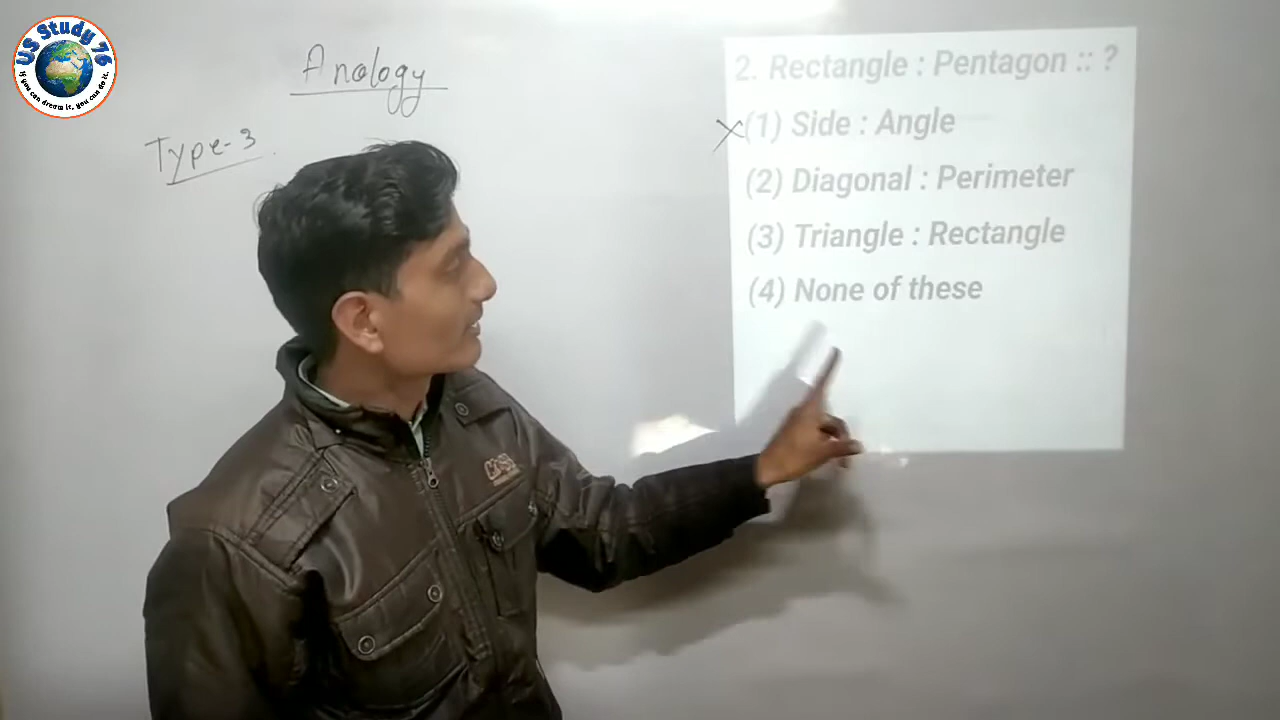 US Study 76
If you can dream it, you can do it.
Analogy
Type-3
2. Rectangle : Pentagon :: ?
(1) Side : Angle
(2) Diagonal : Perimeter
(3) Triangle : Rectangle
(4) None of these